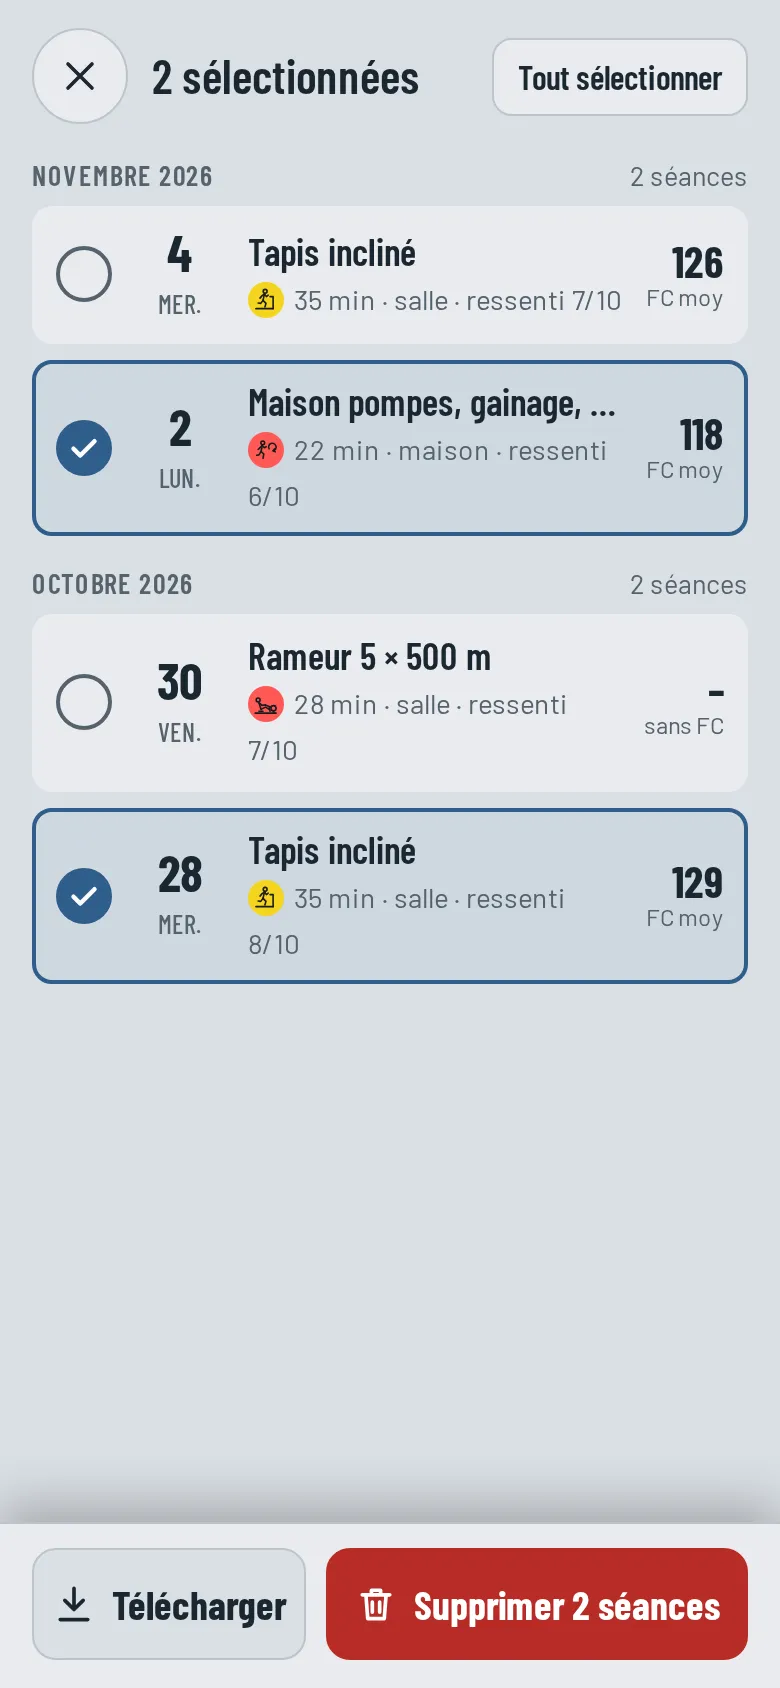 2 sélectionnées
Tout sélectionner
NOVEMBRE 2026
2 séances
4
MER.
Tapis incliné
35 min · salle · ressenti 7/10
126
FC moy
2
LUN.
Maison pompes, gainage, ...
22 min · maison · ressenti
6/10
118
FC moy
OCTOBRE 2026
2 séances
30
VEN.
Rameur 5 × 500 m
28 min · salle · ressenti
7/10
–
sans FC
28
MER.
Tapis incliné
35 min · salle · ressenti
8/10
129
FC moy
Télécharger
Supprimer 2 séances